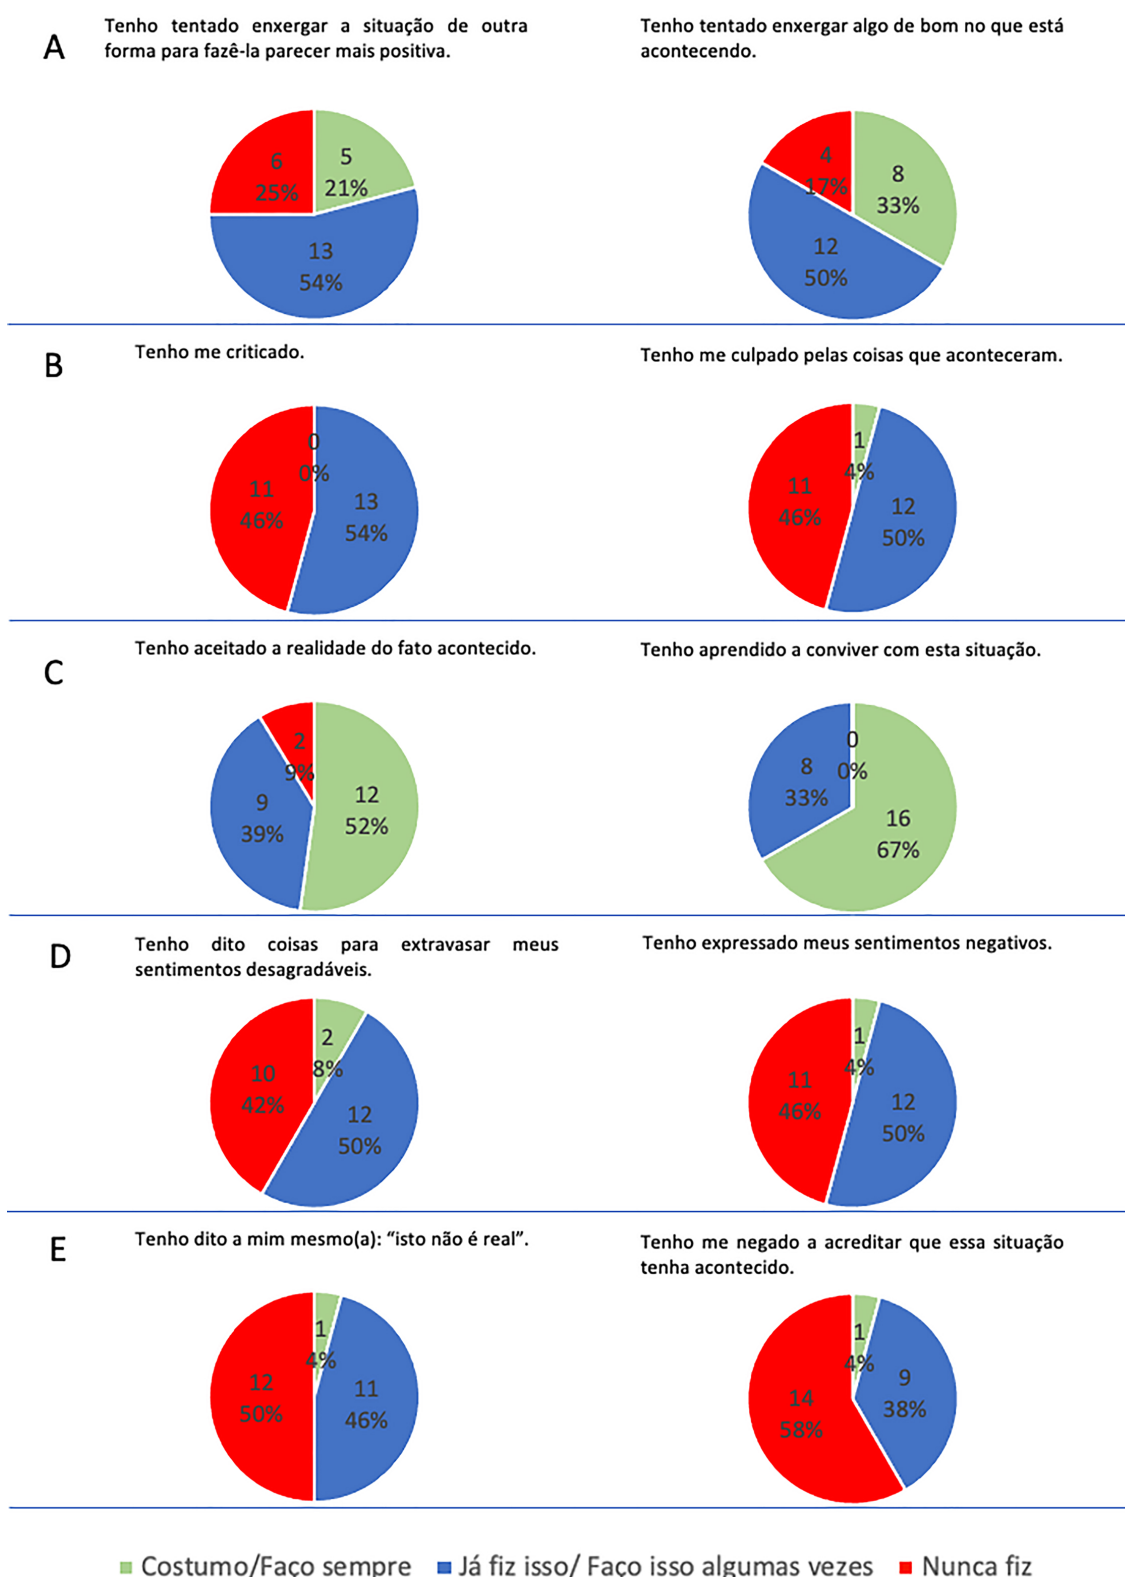 A
Tenho tentado enxergar a situação de outra
forma para fazê-la parecer mais positiva.
Tenho tentado enxergar algo de bom no que está
acontecendo.
6
25%
5
21%
13
54%
4
17%
8
33%
12
50%
B
Tenho me criticado.
Tenho me culpado pelas coisas que aconteceram.
0
0%
11
46%
13
54%
1
4%
11
46%
12
50%
C
Tenho aceitado a realidade do fato acontecido.
Tenho aprendido a conviver com esta situação.
2
9%
9
39%
12
52%
0
0%
8
33%
16
67%
D
Tenho dito coisas para extravasar meus
sentimentos desagradáveis.
Tenho expressado meus sentimentos negativos.
2
8%
10
42%
12
50%
1
4%
11
46%
12
50%
E
Tenho dito a mim mesmo(a): “isto não é real”.
Tenho me negado a acreditar que essa situação
tenha acontecido.
1
4%
12
50%
11
46%
1
4%
9
38%
14
58%
Costumo/Faço sempre
Já fiz isso/ Faço isso algumas vezes
Nunca fiz